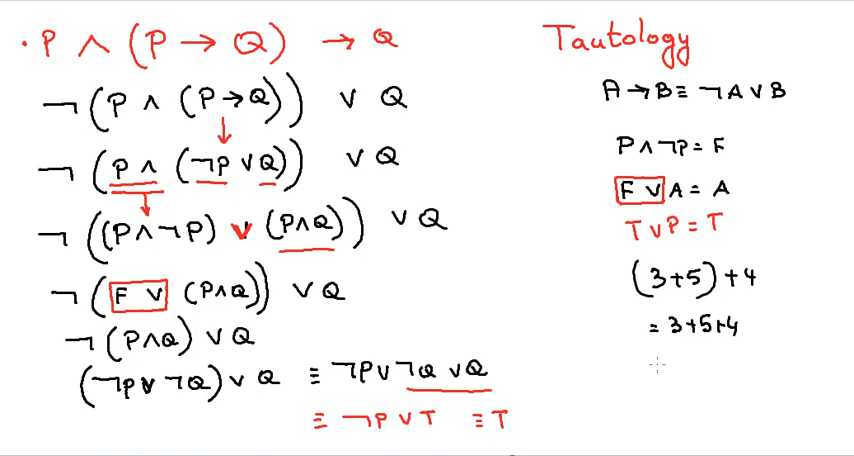 · P ∧ (P → Q) → Q
¬ (P ∧ (P → Q)) ∨ Q
¬ (P ∧ (¬P ∨ Q)) ∨ Q
¬ ((P ∧ ¬P) ∨ (P ∧ Q)) ∨ Q
¬ (F ∨ (P ∧ Q)) ∨ Q
¬ (P ∧ Q) ∨ Q
(¬P ∨ ¬Q) ∨ Q ≡ ¬P ∨ ¬Q ∨ Q
≡ ¬P ∨ T ≡ T
Tautology
A → B ≡ ¬A ∨ B
P ∧ ¬P = F
F ∨ A = A
T ∨ P = T
(3+5)+4
= 3+5+4